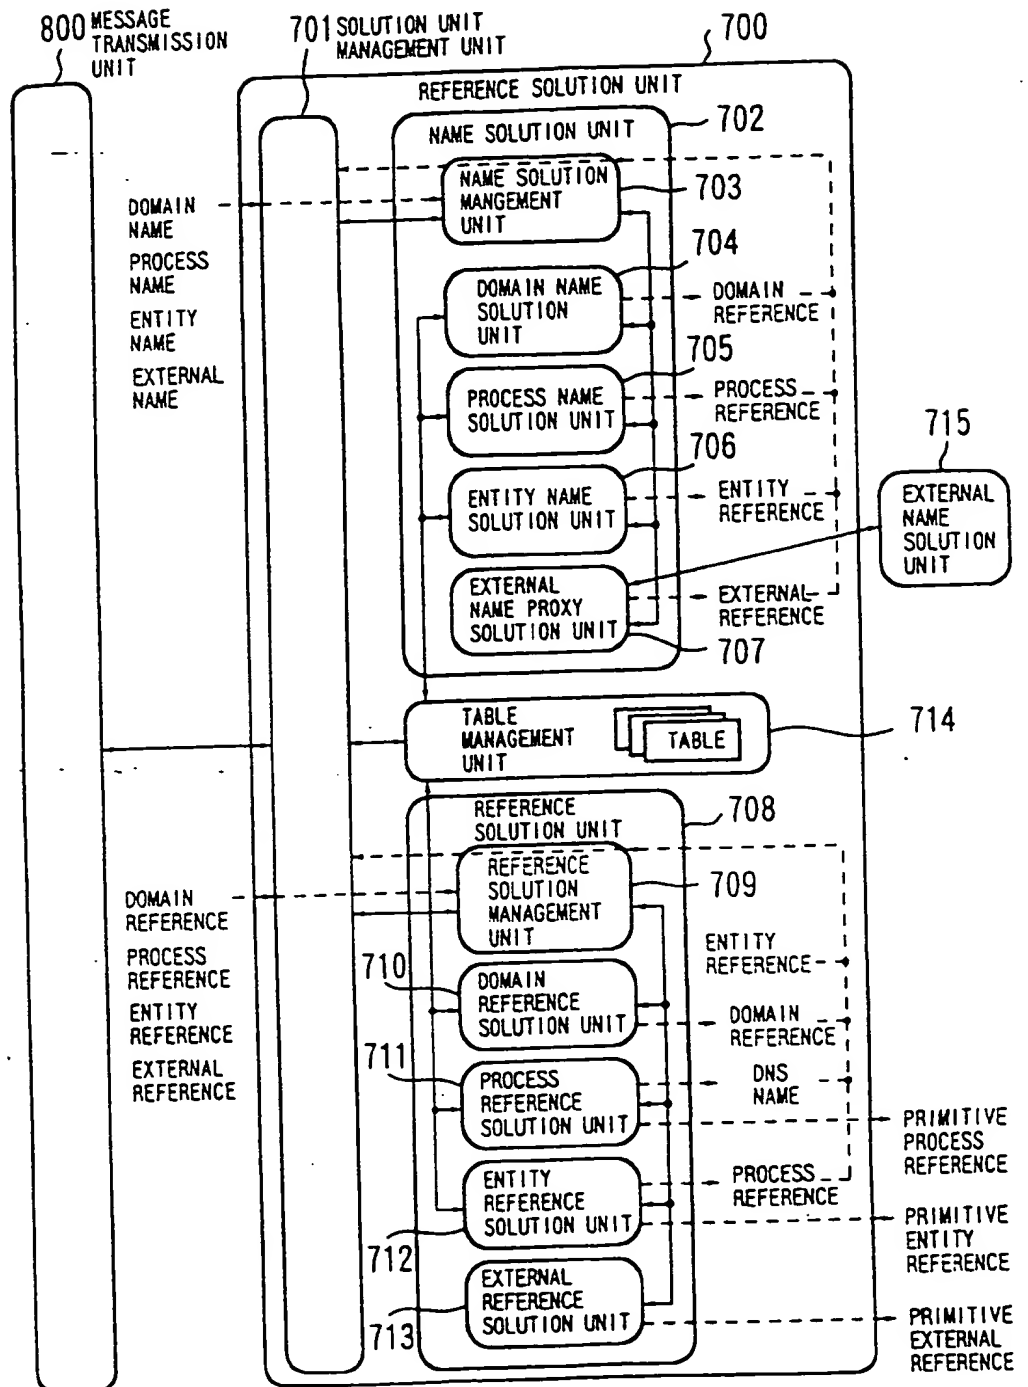 800 MESSAGE
TRANSMISSION
UNIT
701 SOLUTION UNIT
MANAGEMENT UNIT
700
REFERENCE SOLUTION UNIT
NAME SOLUTION UNIT
702
NAME SOLUTION
MANGEMENT
UNIT
703
DOMAIN
NAME
PROCESS
NAME
ENTITY
NAME
EXTERNAL
NAME
704
DOMAIN NAME
SOLUTION
UNIT
DOMAIN
REFERENCE
705
PROCESS NAME
SOLUTION UNIT
PROCESS
REFERENCE
706
ENTITY NAME
SOLUTION UNIT
ENTITY
REFERENCE
715
EXTERNAL
NAME
SOLUTION
UNIT
EXTERNAL
NAME PROXY
SOLUTION UNIT
EXTERNAL
REFERENCE
707
TABLE
MANAGEMENT
UNIT
TABLE
714
REFERENCE
SOLUTION UNIT
708
REFERENCE
SOLUTION
MANAGEMENT
UNIT
709
DOMAIN
REFERENCE
PROCESS
REFERENCE
ENTITY
REFERENCE
EXTERNAL
REFERENCE
ENTITY
REFERENCE
710
DOMAIN
REFERENCE
SOLUTION UNIT
DOMAIN
REFERENCE
711
PROCESS
REFERENCE
SOLUTION UNIT
DNS
NAME
PRIMITIVE
PROCESS
REFERENCE
ENTITY
REFERENCE
SOLUTION UNIT
PROCESS
REFERENCE
712
PRIMITIVE
ENTITY
REFERENCE
EXTERNAL
REFERENCE
SOLUTION UNIT
713
PRIMITIVE
EXTERNAL
REFERENCE